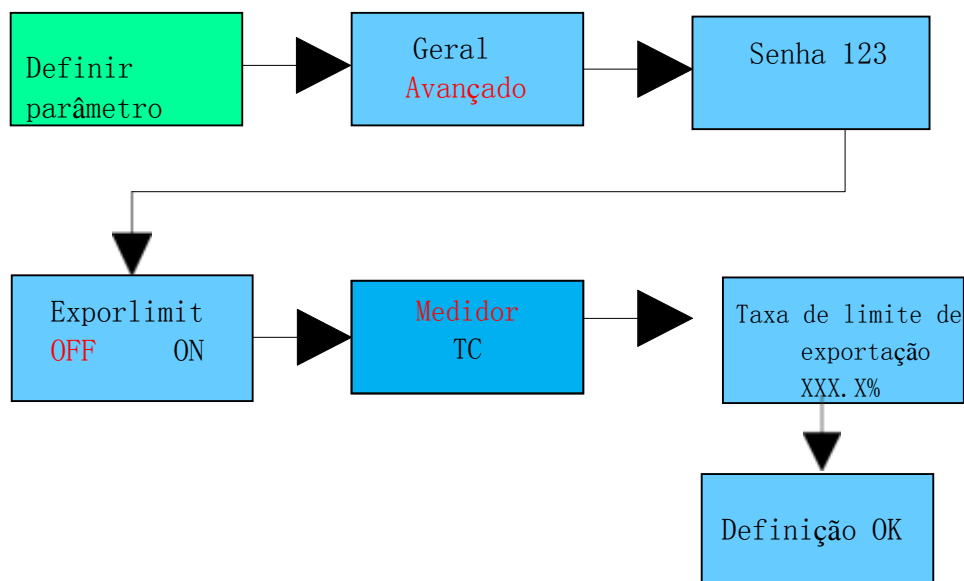 Definir
parâmetro
Geral
Avançado
Senha 123
Exporlimit
OFF ON
Medidor
TC
Taxa de limite de
exportação
XXX.X%
Definição OK